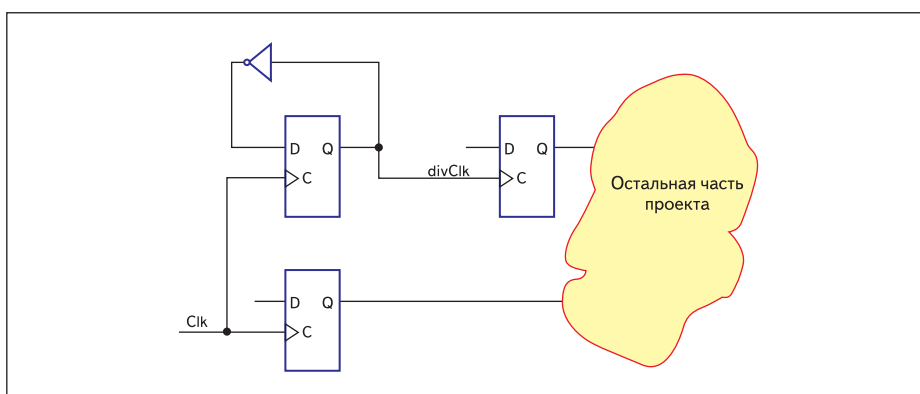 D Q
C
divClk
D Q
C
Остальная часть
проекта
Clk
D Q
C